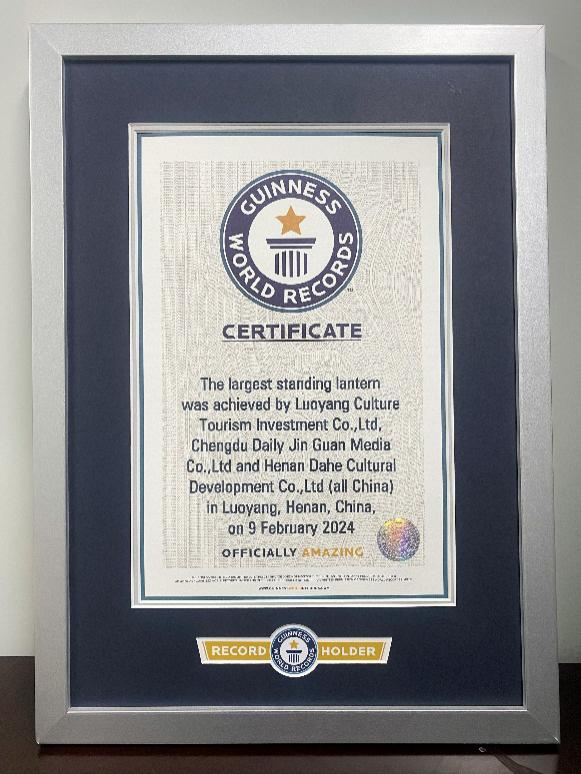 GUINNESS
WORLD RECORDS
CERTIFICATE
The largest standing lantern
was achieved by Luoyang Culture
Tourism Investment Co.,Ltd,
Chengdu Daily Jin Guan Media
Co.,Ltd and Henan Dahe Cultural
Development Co.,Ltd (all China)
in Luoyang, Henan, China,
on 9 February 2024
OFFICIALLY AMAZING
RECORD GUINNESS WORLD RECORDS HOLDER